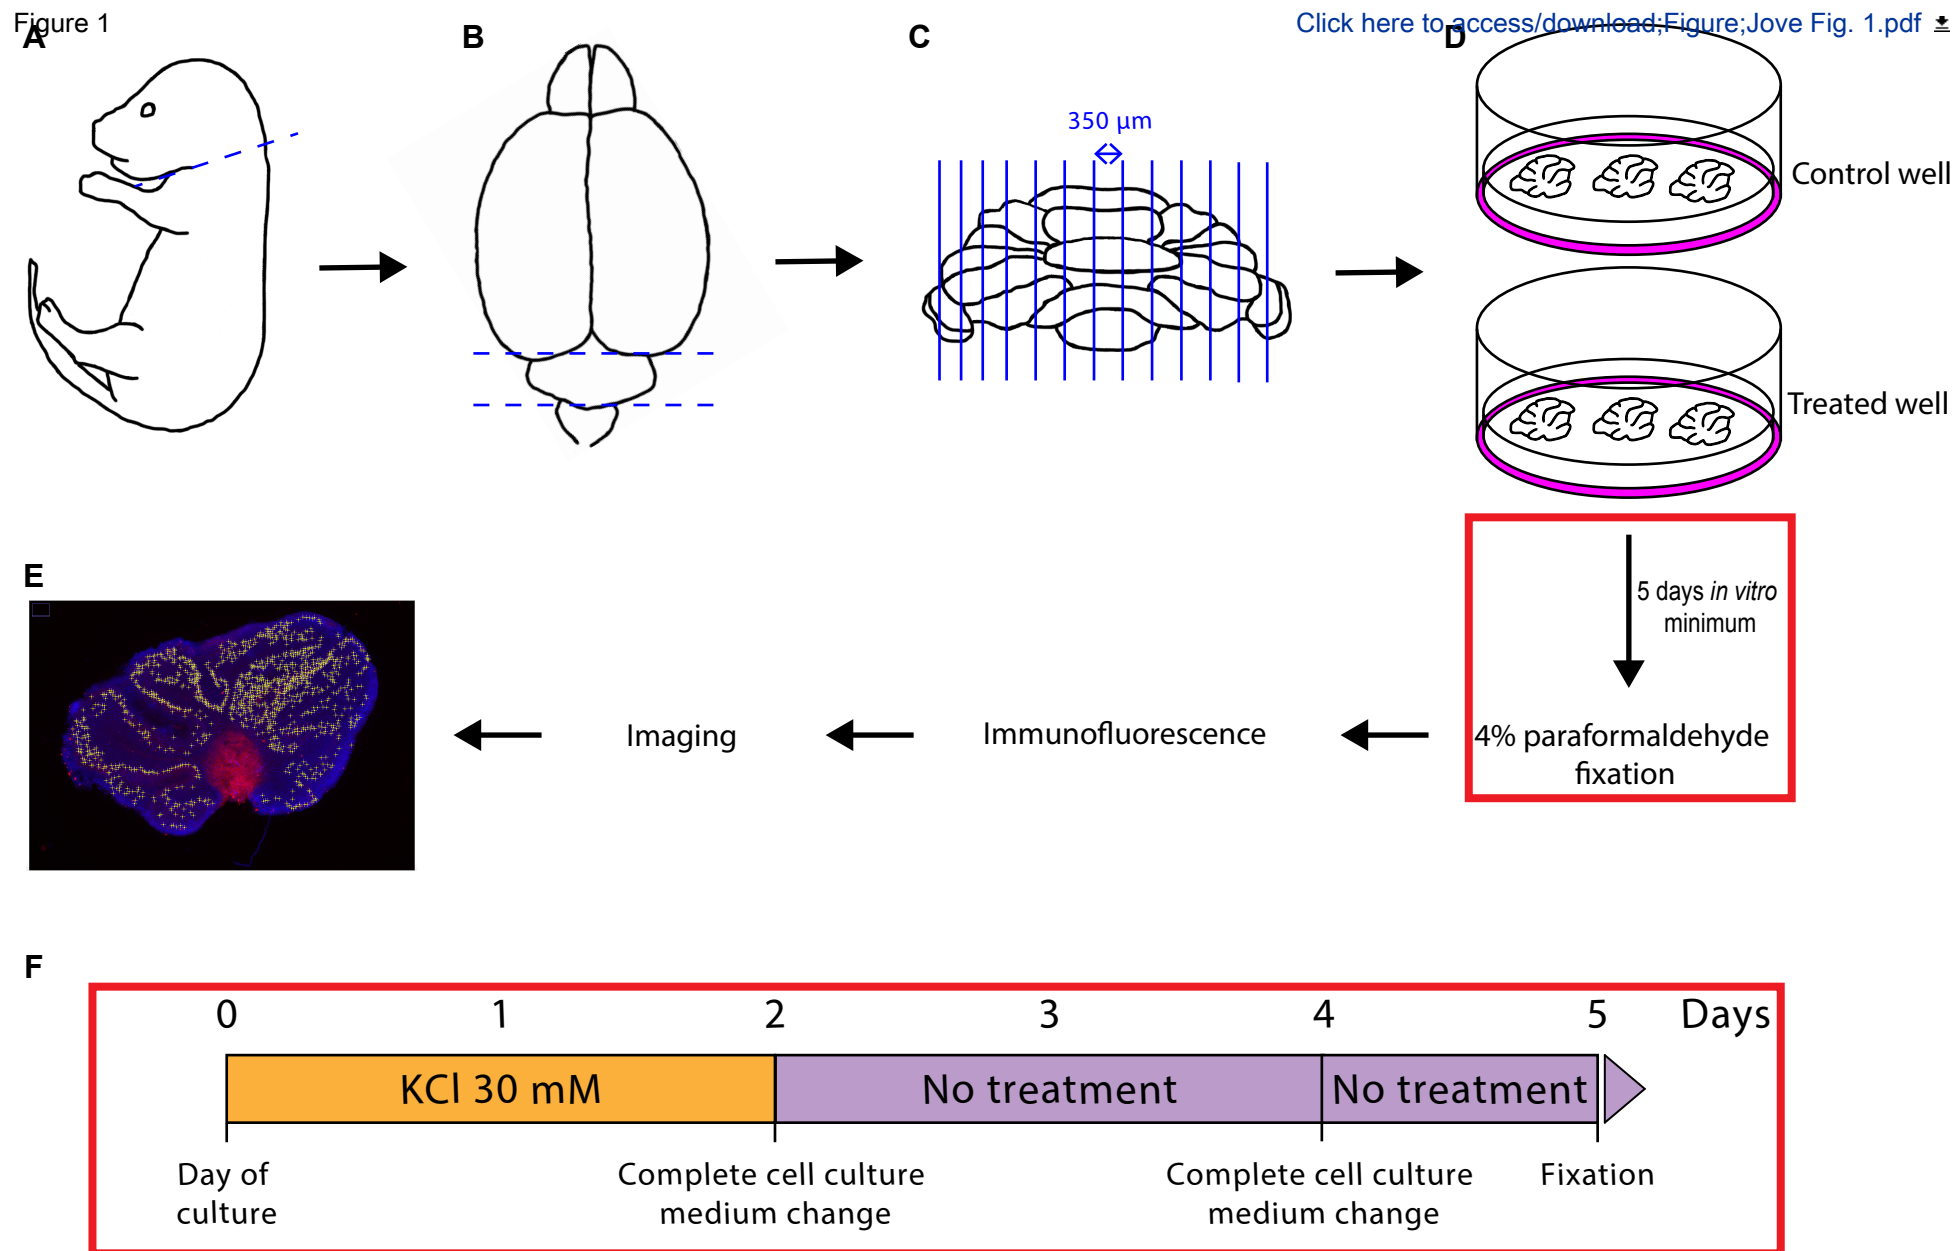 Figure 1
Click here to access/download;Figure;Jove Fig. 1.pdf
A
B
C
D
350 µm
Control well
Treated well
5 days in vitro
minimum
4% paraformaldehyde
fixation
Immunofluorescence
Imaging
E
F
0 1 2 3 4 5 Days
KCl 30 mM No treatment No treatment
Day of
culture
Complete cell culture
medium change
Complete cell culture
medium change
Fixation